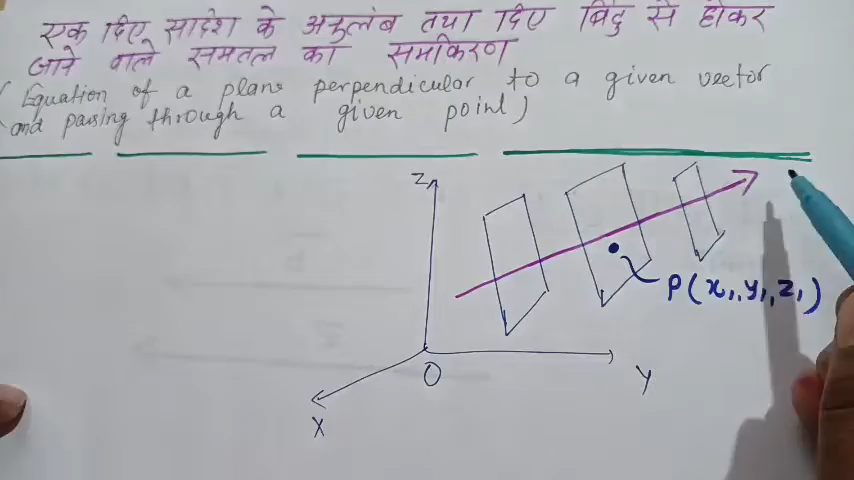 एक दिए सादिश के अनुलंब तथा दिए बिंदु से होकर
जाने वाले समतल का समीकरण
(Equation of a plane perpendicular to a given vector
and passing through a given point)
Z
P(x₁, y₁, z₁)
O
Y
X